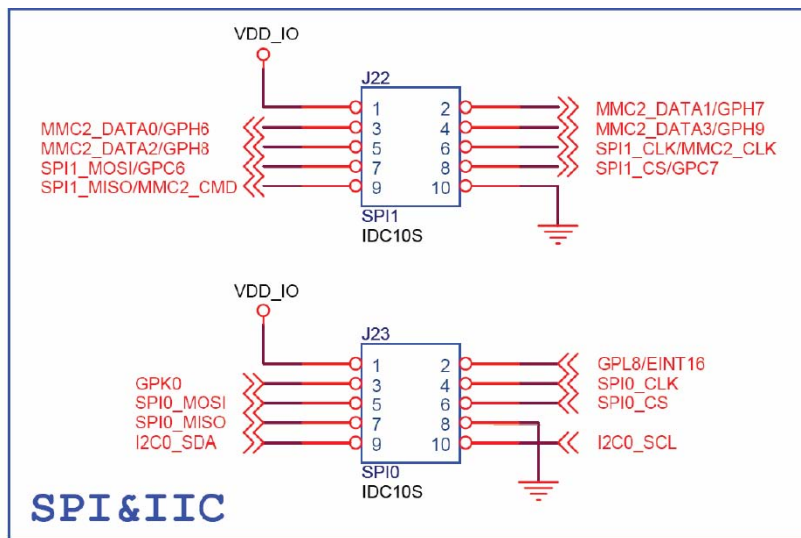 VDD_IO
J22
1 2 MMC2_DATA1/GPH7
MMC2_DATA0/GPH6 3 4 MMC2_DATA3/GPH9
MMC2_DATA2/GPH8 5 6 SPI1_CLK/MMC2_CLK
SPI1_MOSI/GPC6 7 8 SPI1_CS/GPC7
SPI1_MISO/MMC2_CMD 9 10
SPI1
IDC10S
VDD_IO
J23
1 2 GPL8/EINT16
GPK0 3 4 SPI0_CLK
SPI0_MOSI 5 6 SPI0_CS
SPI0_MISO 7 8
I2C0_SDA 9 10 I2C0_SCL
SPI0
IDC10S
SPI&IIC